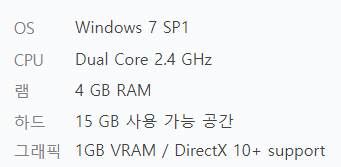 OS Windows 7 SP1
CPU Dual Core 2.4 GHz
램 4 GB RAM
하드 15 GB 사용 가능 공간
그래픽 1GB VRAM / DirectX 10+ support